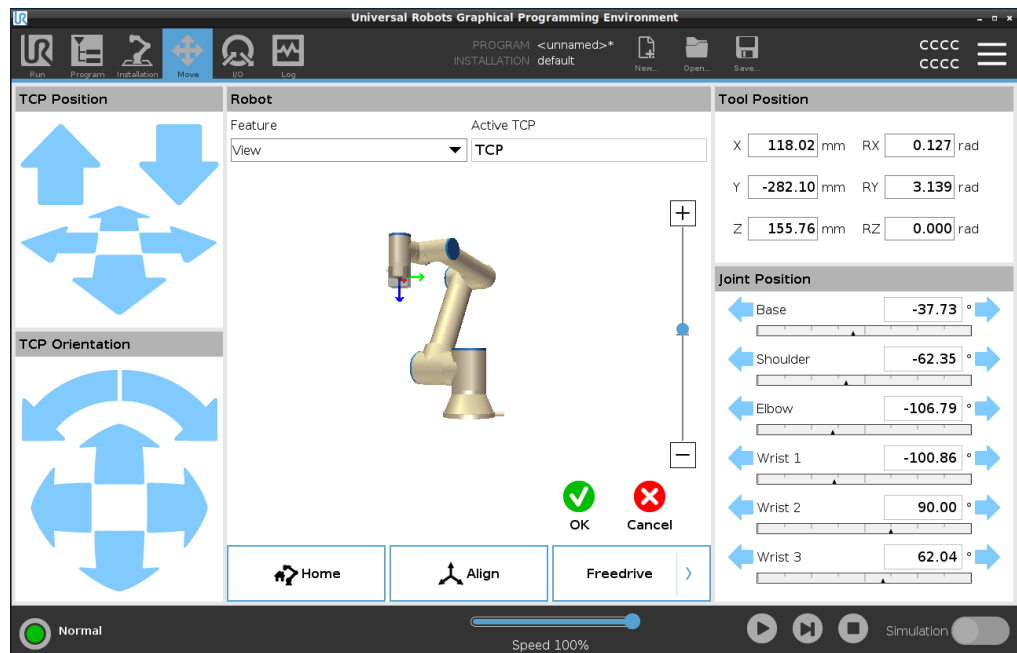 UR
Universal Robots Graphical Programming Environment
UR
Run
Program
Installation
Move
I/O
Log
PROGRAM <unnamed>*
INSTALLATION default
New...
Open...
Save...
CCCC
CCCC
TCP Position
Robot
Tool Position
Feature
Active TCP
View
TCP
X 118.02 mm RX 0.127 rad
Y -282.10 mm RY 3.139 rad
Z 155.76 mm RZ 0.000 rad
Joint Position
Base -37.73 °
TCP Orientation
Shoulder -62.35 °
Elbow -106.79 °
Wrist 1 -100.86 °
Wrist 2 90.00 °
Wrist 3 62.04 °
OK
Cancel
Home
Align
Freedrive
Normal
Speed 100%
Simulation